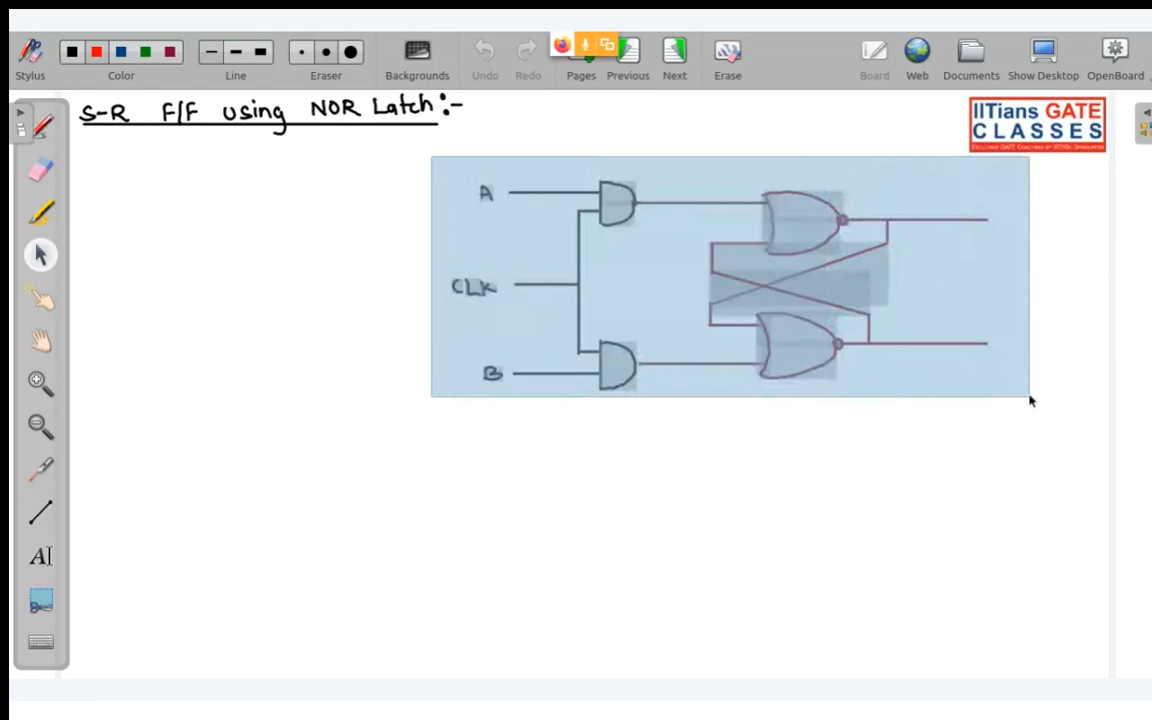 Stylus
Color
Line
Eraser
Backgrounds
Undo
Redo
Pages
Previous
Next
Erase
Board
Web
Documents
Show Desktop
OpenBoard
S-R F/F using NOR Latch :-
IITians GATE
CLASSES
A
CLK
B
AI